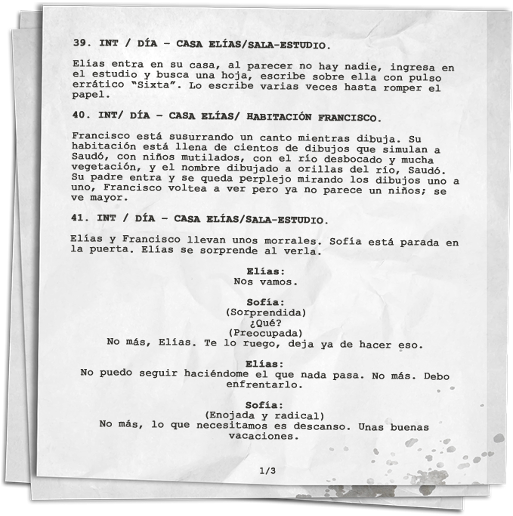 39. INT / DÍA – CASA ELÍAS/SALA-ESTUDIO.
Elías entra en su casa, al parecer no hay nadie, ingresa en
el estudio y busca una hoja, escribe sobre ella con pulso
errático "Sixta". Lo escribe varias veces hasta romper el
papel.
40. INT/ DÍA – CASA ELÍAS/ HABITACIÓN FRANCISCO.
Francisco está susurrando un canto mientras dibuja. Su
habitación está llena de cientos de dibujos que simulan a
Saudó, con niños mutilados, con el río desbocado y mucha
vegetación, y el nombre dibujado a orillas del río, Saudó.
Su padre entra y se queda perplejo mirando los dibujos uno a
uno, Francisco voltea a ver pero ya no parece un niños; se
ve mayor.
41. INT / DÍA – CASA ELÍAS/SALA-ESTUDIO.
Elías y Francisco llevan unos morrales. Sofía está parada en
la puerta. Elías se sorprende al verla.
Elías:
Nos vamos.
Sofía:
(Sorprendida)
¿Qué?
(Preocupada)
No más, Elías. Te lo ruego, deja ya de hacer eso.
Elías:
No puedo seguir haciéndome el que nada pasa. No más. Debo
enfrentarlo.
Sofía:
(Enojada y radical)
No más, lo que necesitamos es descanso. Unas buenas
vacaciones.
1/3